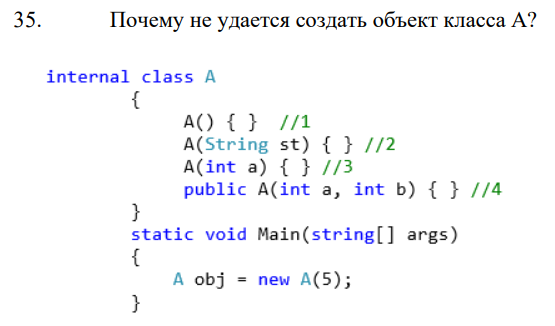 35. Почему не удается создать объект класса А?
internal class A
{
A() { } //1
A(String st) { } //2
A(int a) { } //3
public A(int a, int b) { } //4
}
static void Main(string[] args)
{
A obj = new A(5);
}